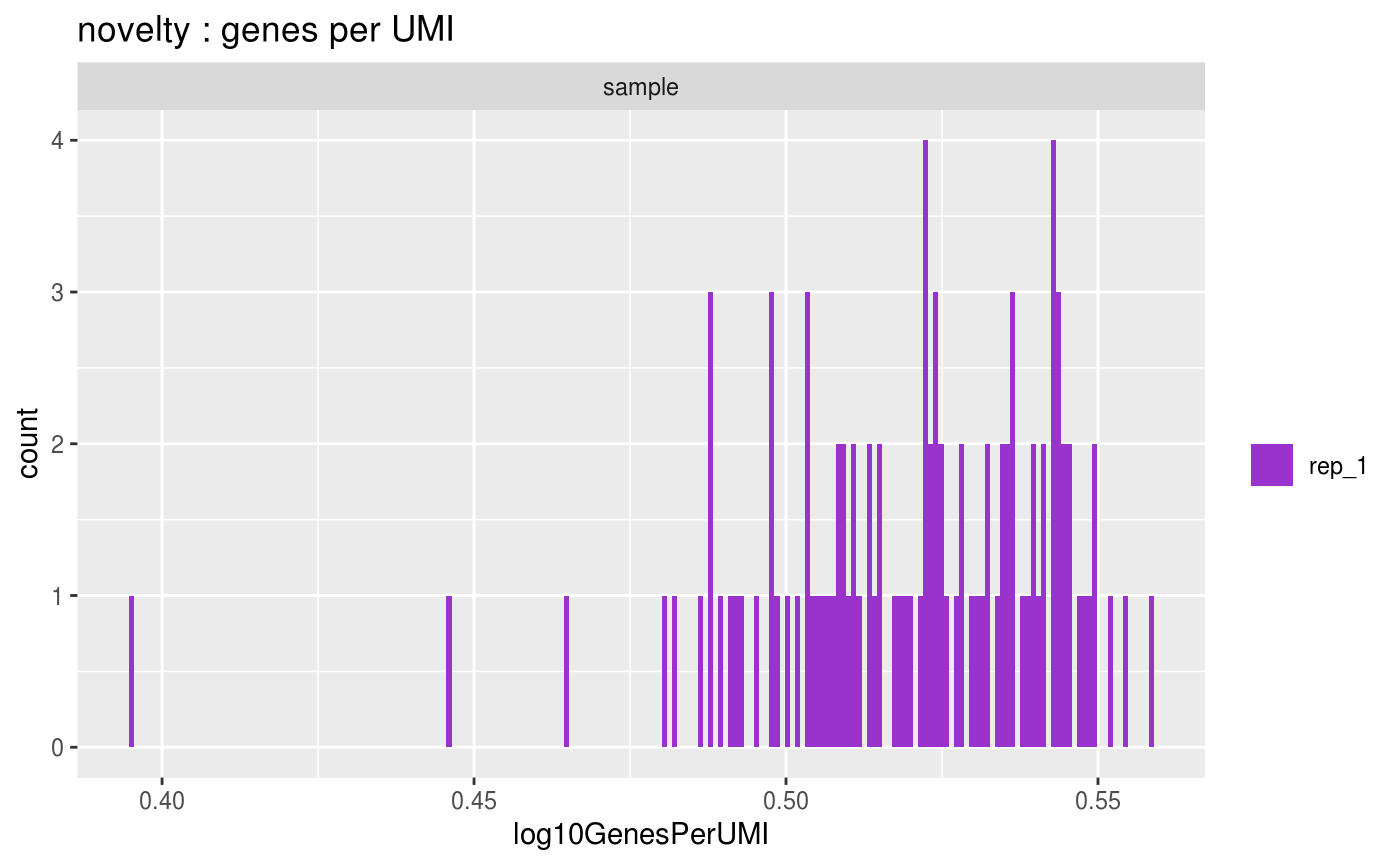 novelty : genes per UMI
sample
4
3
2
1
0
count
0.40 0.45 0.50 0.55
log10GenesPerUMI
rep_1